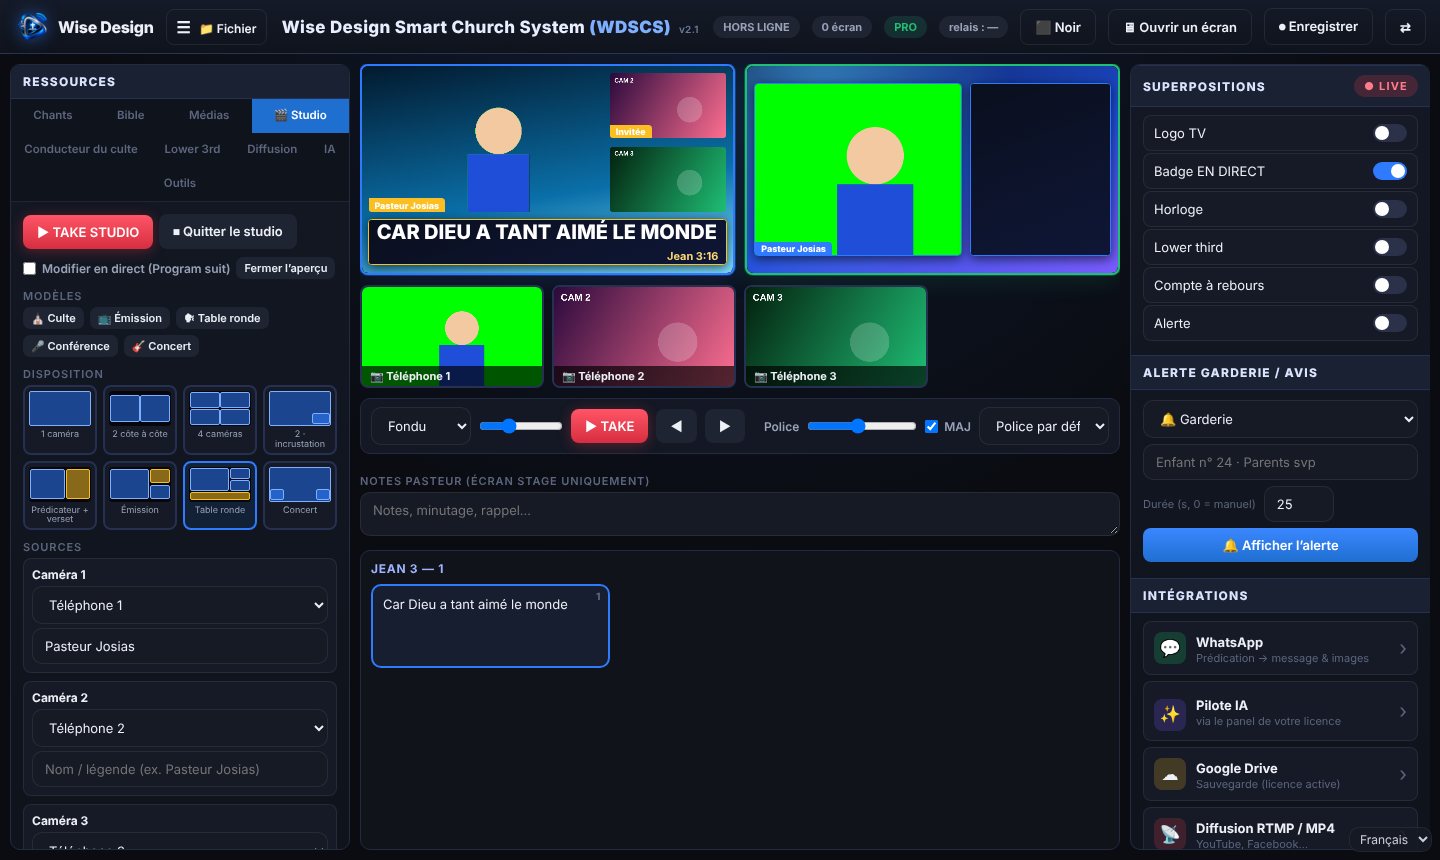 Wise Design
☰ 📁 Fichier
Wise Design Smart Church System (WDSCS) v2.1
HORS LIGNE
0 écran
PRO
relais : —
Noir
Ouvrir un écran
Enregistrer
RESSOURCES
Chants
Bible
Médias
Studio
Conducteur du culte
Lower 3rd
Diffusion
IA
Outils
TAKE STUDIO
Quitter le studio
Modifier en direct (Program suit)
Fermer l’aperçu
MODÈLES
Culte
Émission
Table ronde
Conférence
Concert
DISPOSITION
1 caméra
2 côte à côte
4 caméras
2 ·
incrustation
Prédicateur +
verset
Émission
Table ronde
Concert
SOURCES
Caméra 1
Téléphone 1
Pasteur Josias
Caméra 2
Téléphone 2
Nom / légende (ex. Pasteur Josias)
Caméra 3
CAM 2
Invitée
CAM 3
Pasteur Josias
CAR DIEU A TANT AIMÉ LE MONDE
Jean 3:16
Pasteur Josias
Téléphone 1
CAM 2
Téléphone 2
CAM 3
Téléphone 3
Fondu
TAKE
Police
MAJ
Police par déf
NOTES PASTEUR (ÉCRAN STAGE UNIQUEMENT)
Notes, minutage, rappel...
JEAN 3 — 1
Car Dieu a tant aimé le monde
1
SUPERPOSITIONS
LIVE
Logo TV
Badge EN DIRECT
Horloge
Lower third
Compte à rebours
Alerte
ALERTE GARDERIE / AVIS
Garderie
Enfant n° 24 · Parents svp
Durée (s, 0 = manuel)
25
Afficher l’alerte
INTÉGRATIONS
WhatsApp
Prédication → message & images
Pilote IA
via le panel de votre licence
Google Drive
Sauvegarde (licence active)
Diffusion RTMP / MP4
YouTube, Facebook...
Français